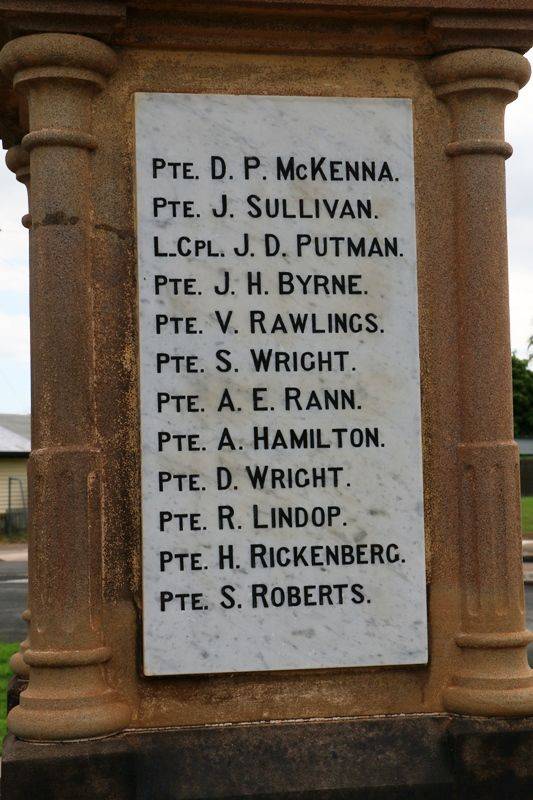 Pte. D. P. McKenna.
Pte. J. Sullivan.
L-Cpl. J. D. Putman.
Pte. J. H. Byrne.
Pte. V. Rawlings.
Pte. S. Wright.
Pte. A. E. Rann.
Pte. A. Hamilton.
Pte. D. Wright.
Pte. R. Lindop.
Pte. H. Rickenberg.
Pte. S. Roberts.